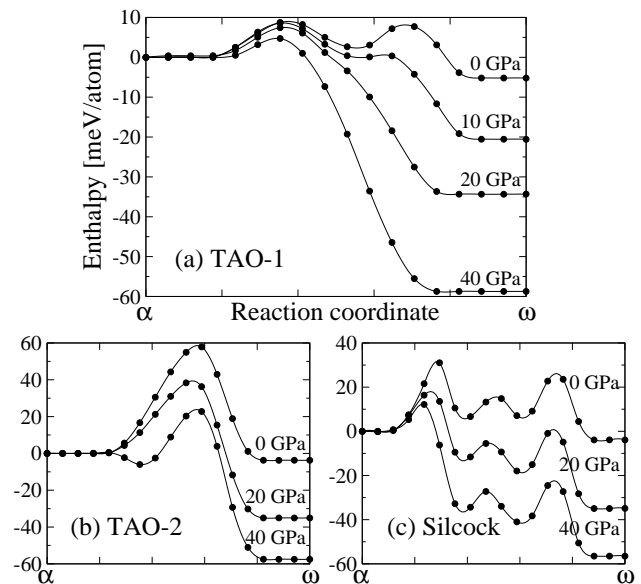 10
0
-10
-20
-30
-40
-50
-60
Enthalpy [meV/atom]
0 GPa
10 GPa
20 GPa
40 GPa
(a) TAO-1
α Reaction coordinate ω
60
40
20
0
-20
-40
-60
0 GPa
20 GPa
40 GPa
(b) TAO-2
α ω
40
20
0
-20
-40
-60
0 GPa
20 GPa
40 GPa
(c) Silcock
α ω